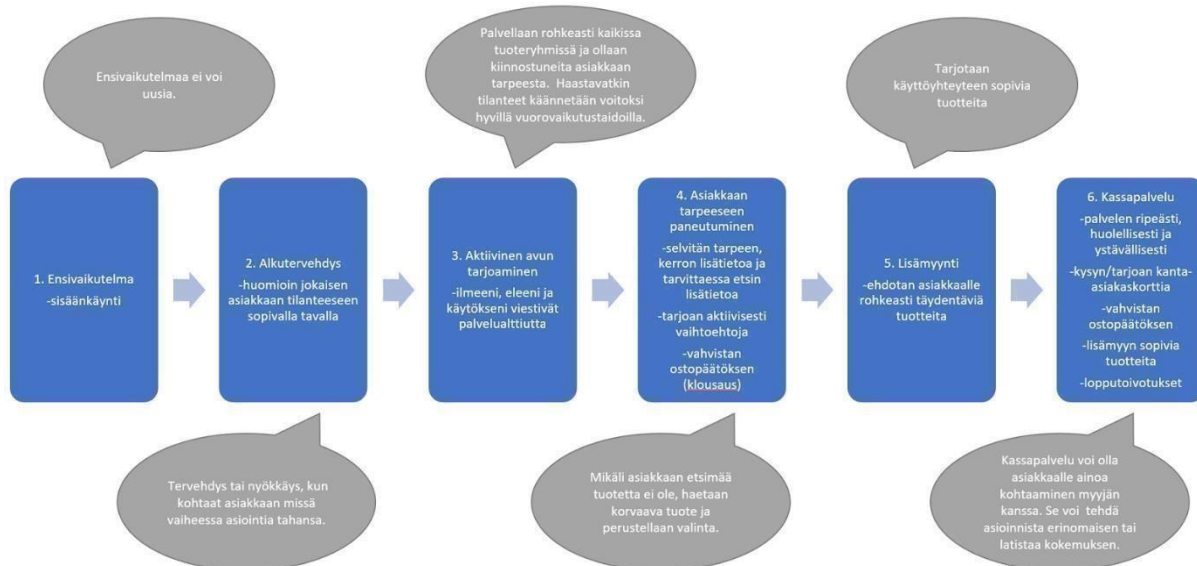 Ensivaikutelmaa ei voi
uusia.
Palvellaan rohkeasti kaikissa
tuoteryhmissä ja ollaan
kiinnostuneita asiakkaan
tarpeesta.  Haastavatkin
tilanteet käännetään voitoksi
hyvillä vuorovaikutustaidoilla.
Tarjotaan
käyttöyhteyteen sopivia
tuotteita
1. Ensivaikutelma
-sisäänkäynti
2. Alkutervehdys
-huomioin jokaisen
asiakkaan tilanteeseen
sopivalla tavalla
3. Aktiivinen avun
tarjoaminen
-ilmeeni, eleeni ja
käytökseni viestivät
palvelualttiutta
4. Asiakkaan
tarpeeseen
paneutuminen
-selvitän tarpeen,
kerron lisätietoa ja
tarvittaessa etsin
lisätietoa
-tarjoan aktiivisesti
vaihtoehtoja
-vahvistan
ostopäätöksen
(klousaus)
5. Lisämyynti
-ehdotan asiakkaalle
rohkeasti täydentäviä
tuotteita
6. Kassapalvelu
-palvelen ripeästi,
huolellisesti ja
ystävällisesti
-kysyn/tarjoan kanta-
asiakaskorttia
-vahvistan
ostopäätöksen
-lisämyyn sopivia
tuotteita
-lopputoivotukset
Tervehdys tai nyökkäys, kun
kohtaat asiakkaan missä
vaiheessa asiointia tahansa.
Mikäli asiakkaan etsimää
tuotetta ei ole, haetaan
korvaava tuote ja
perustellaan valinta.
Kassapalvelu voi olla
asiakkaalle ainoa
kohtaaminen myyjän
kanssa. Se voi  tehdä
asioinnista erinomaisen tai
latistaa kokemuksen.